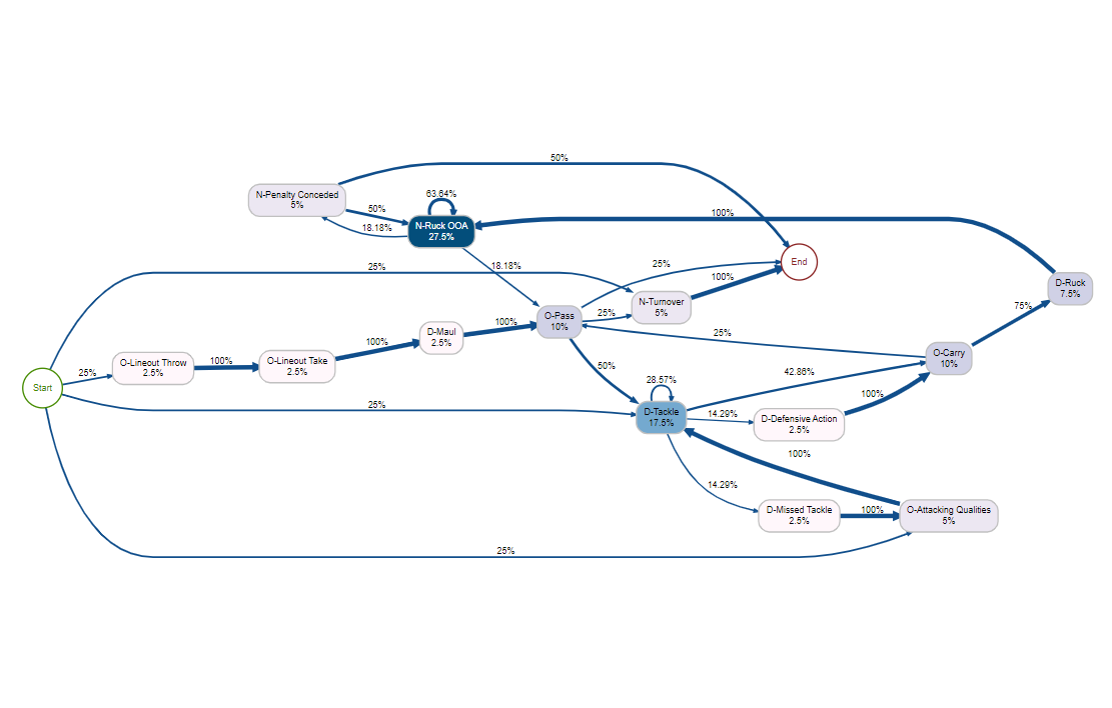 50%
N-Penalty Conceded
5%
50%
63.64%
N-Ruck OOA
27.5%
18.18%
100%
25%
18.18%
25%
End
100%
D-Ruck
7.5%
N-Turnover
5%
O-Pass
10%
25%
75%
D-Maul
2.5%
100%
100%
25%
O-Carry
10%
O-Lineout Throw
2.5%
100%
O-Lineout Take
2.5%
Start
25%
50%
28.57%
42.86%
100%
25%
D-Tackle
17.5%
14.29%
D-Defensive Action
2.5%
100%
14.29%
D-Missed Tackle
2.5%
100%
O-Attacking Qualities
5%
25%